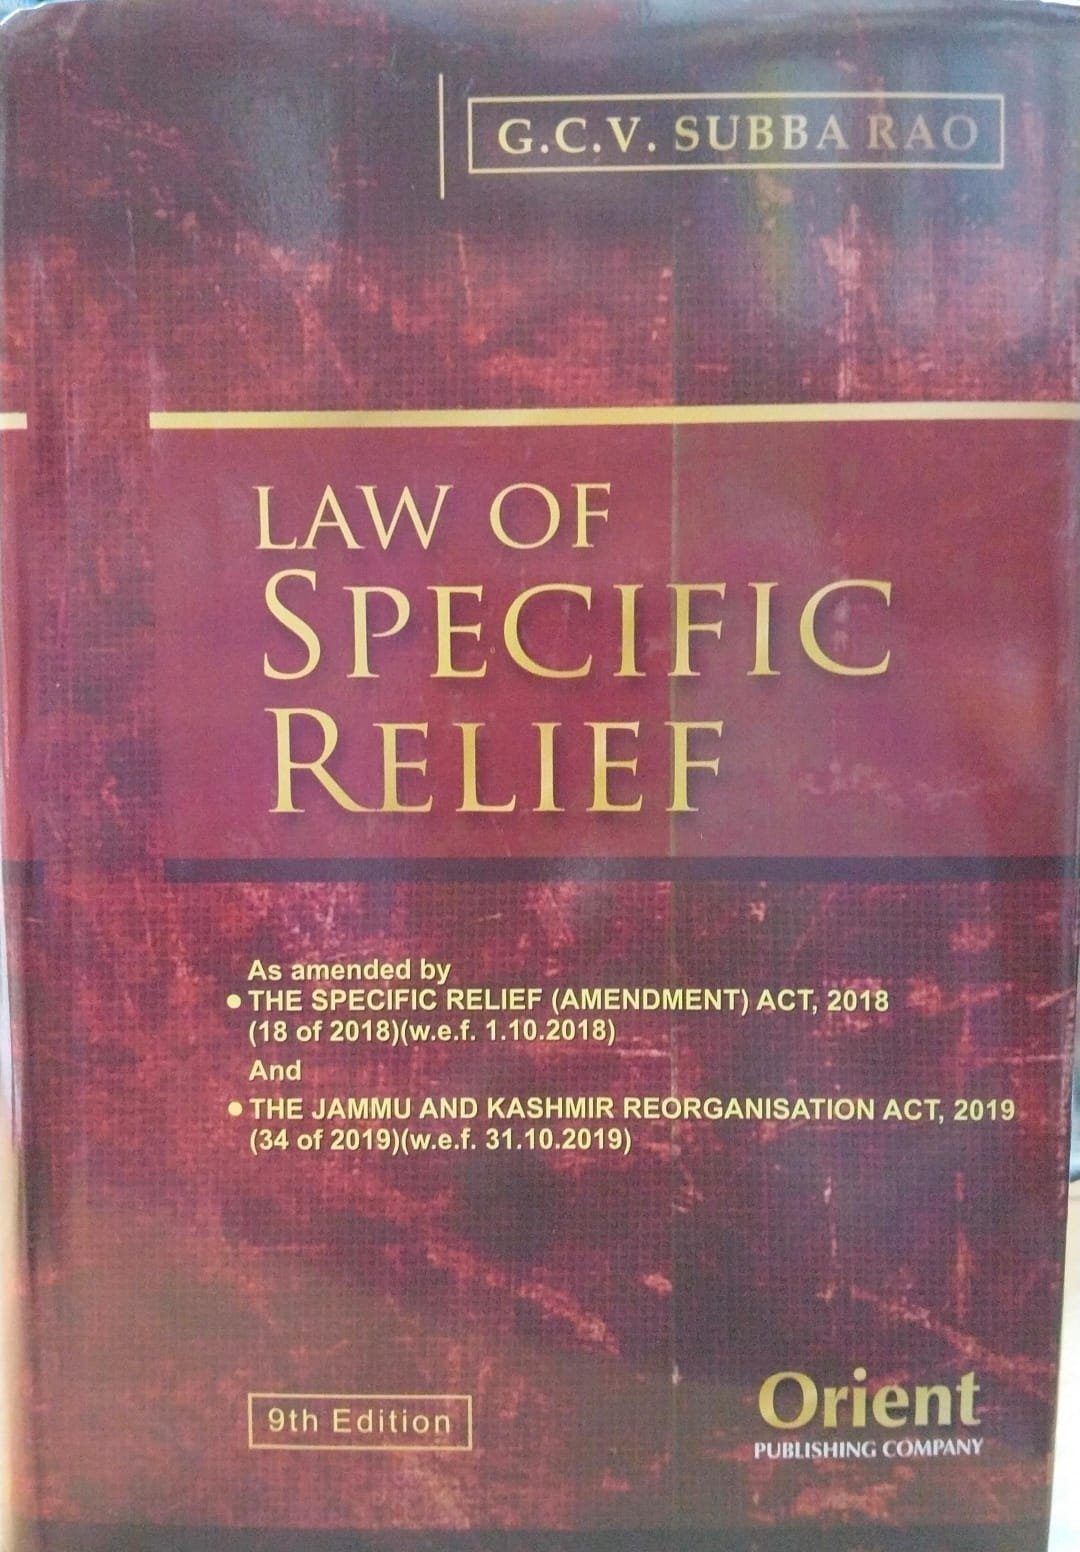 G.C.V. SUBBA RAO
LAW OF
SPECIFIC
RELIEF
As amended by
• THE SPECIFIC RELIEF (AMENDMENT) ACT, 2018
(18 of 2018)(w.e.f. 1.10.2018)
And
• THE JAMMU AND KASHMIR REORGANISATION ACT, 2019
(34 of 2019)(w.e.f. 31.10.2019)
9th Edition
Orient
PUBLISHING COMPANY